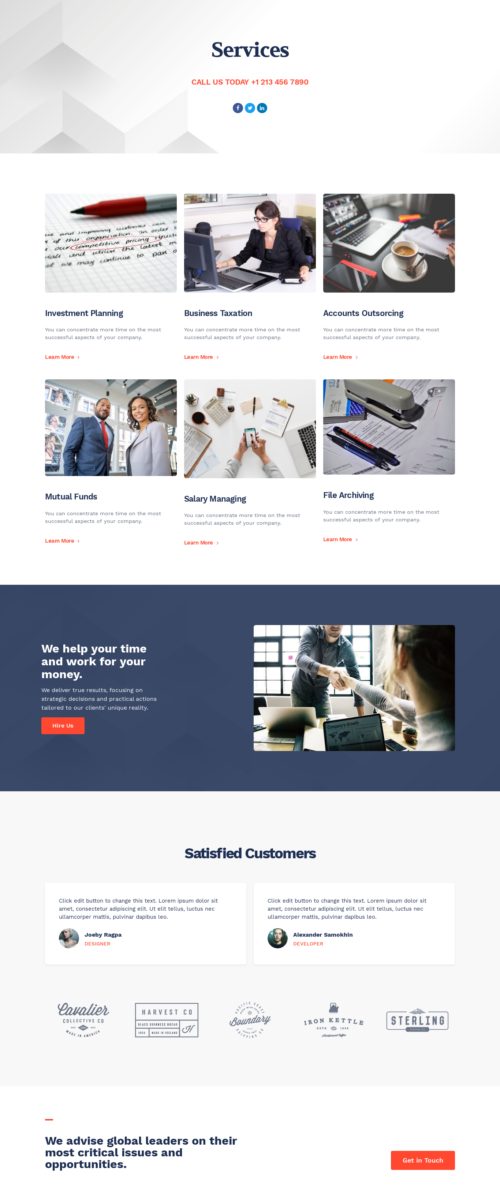 Services
CALL US TODAY +1 213 456 7890
Investment Planning
You can concentrate more time on the most
successful aspects of your company.
Learn More ›
Business Taxation
You can concentrate more time on the most
successful aspects of your company.
Learn More ›
Accounts Outsorcing
You can concentrate more time on the most
successful aspects of your company.
Learn More ›
Mutual Funds
You can concentrate more time on the most
successful aspects of your company.
Learn More ›
Salary Managing
You can concentrate more time on the most
successful aspects of your company.
Learn More ›
File Archiving
You can concentrate more time on the most
successful aspects of your company.
Learn More ›
We help your time
and work for your
money.
We deliver true results, focusing on
strategic decisions and practical actions
tailored to our clients' unique reality.
Hire Us
Satisfied Customers
Click edit button to change this text. Lorem ipsum dolor sit
amet, consectetur adipiscing elit. Ut elit tellus, luctus nec
ullamcorper mattis, pulvinar dapibus leo.
Joeby Ragpa
DESIGNER
Click edit button to change this text. Lorem ipsum dolor sit
amet, consectetur adipiscing elit. Ut elit tellus, luctus nec
ullamcorper mattis, pulvinar dapibus leo.
Alexander Samokhin
DEVELOPER
Cavalier
COLLECTIVE CO
MADE IN AMERICA
HARVEST CO
Boundary
IRON KETTLE
STERLING
We advise global leaders on their
most critical issues and
opportunities.
Get in Touch